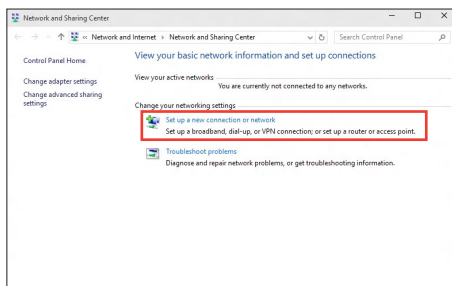 Network and Sharing Center
« Network and Internet › Network and Sharing Center
Search Control Panel
Control Panel Home
View your basic network information and set up connections
Change adapter settings
View your active networks
You are currently not connected to any networks.
Change advanced sharing
settings
Change your networking settings
Set up a new connection or network
Set up a broadband, dial-up, or VPN connection; or set up a router or access point.
Troubleshoot problems
Diagnose and repair network problems, or get troubleshooting information.